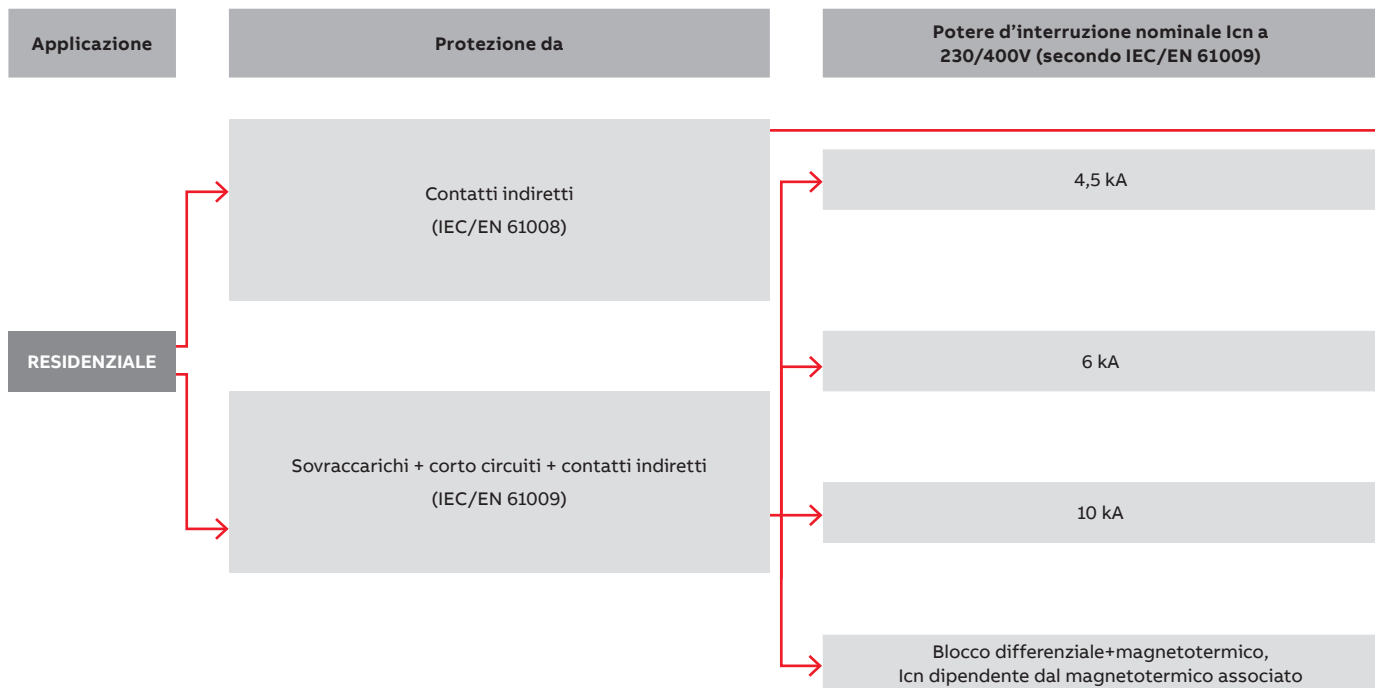 Applicazione
Protezione da
Potere d’interruzione nominale Icn a
230/400V (secondo IEC/EN 61009)
Contatti indiretti
(IEC/EN 61008)
4,5 kA
RESIDENZIALE
6 kA
Sovraccarichi + corto circuiti + contatti indiretti
(IEC/EN 61009)
10 kA
Blocco differenziale+magnetotermico,
Icn dipendente dal magnetotermico associato